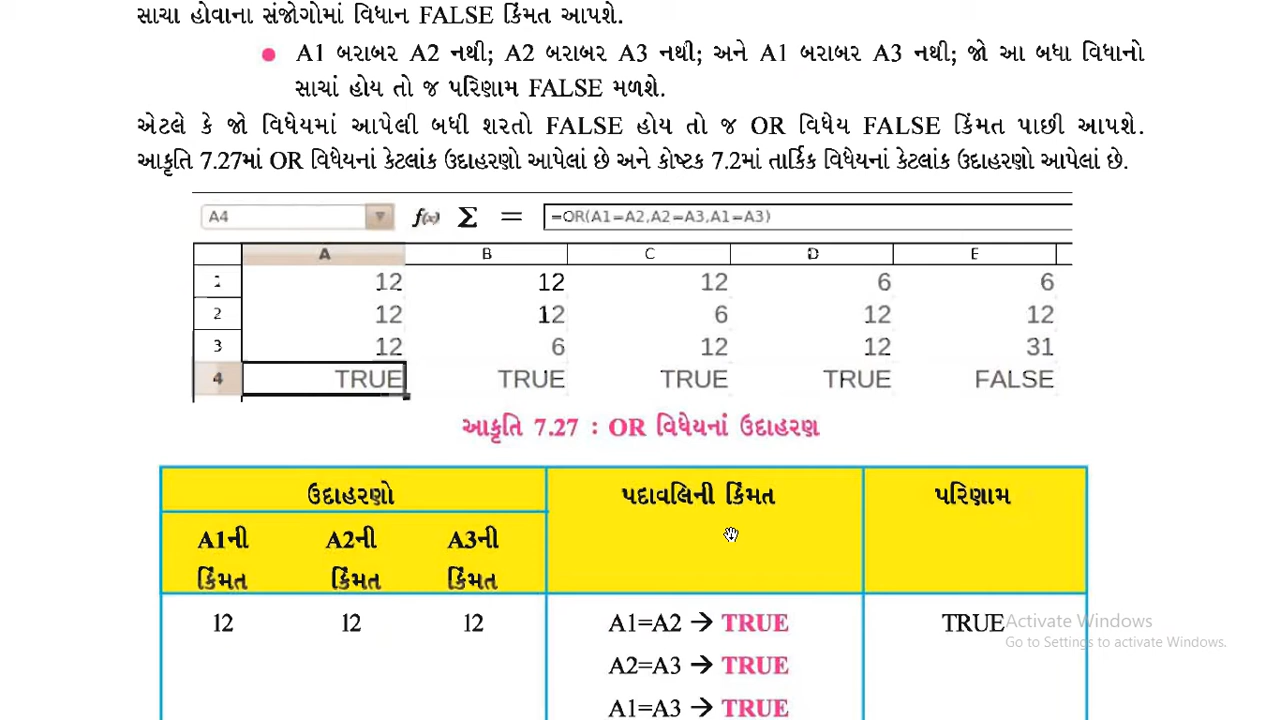 સાચા હોવાના સંજોગોમાં વિધાન FALSE કિંમત આપશે.
● A1 બરાબર A2 નથી; A2 બરાબર A3 નથી; અને A1 બરાબર A3 નથી; જો આ બધા વિધાનો
સાચાં હોય તો જ પરિણામ FALSE મળશે.
એટલે કે જો વિધેયમાં આપેલી બધી શરતો FALSE હોય તો જ OR વિધેય FALSE કિંમત પાછી આપશે.
આકૃતિ 7.27માં OR વિધેયનાં કેટલાંક ઉદાહરણો આપેલાં છે અને કોષ્ટક 7.2માં તાર્કિક વિધેયનાં કેટલાંક ઉદાહરણો આપેલાં છે.
A4 f(x) Σ = =OR(A1=A2,A2=A3,A1=A3)
A B C D E
1 12 12 12 6 6
2 12 12 6 12 12
3 12 6 12 12 31
4 TRUE TRUE TRUE TRUE FALSE
આકૃતિ 7.27 : OR વિધેયનાં ઉદાહરણ
ઉદાહરણો પદાવલિની કિંમત પરિણામ
A1ની A2ની A3ની
કિંમત કિંમત કિંમત
12 12 12 A1=A2 → TRUE TRUE
A2=A3 → TRUE
A1=A3 → TRUE
Activate Windows
Go to Settings to activate Windows.